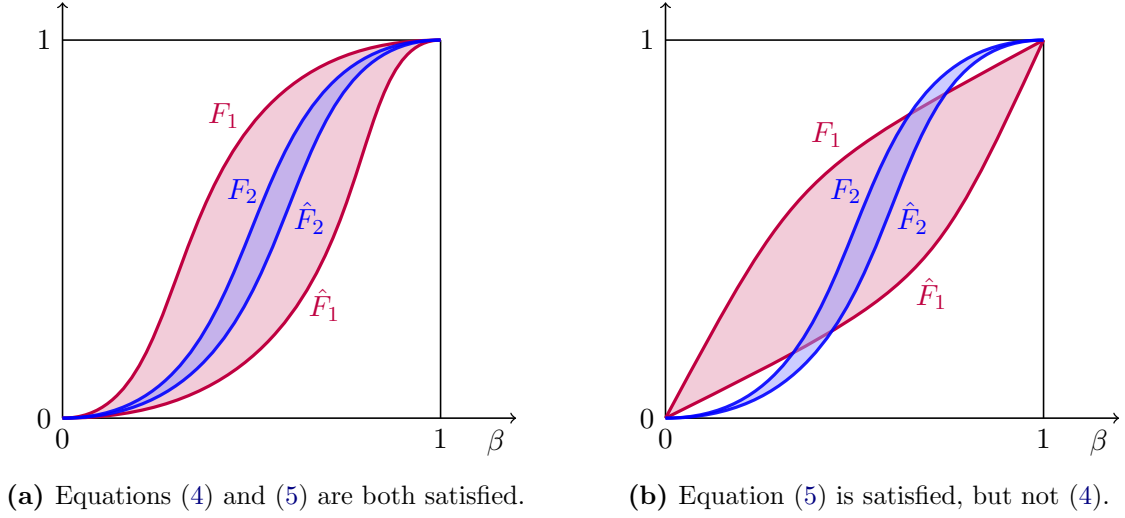 1
F₁
F₂
F̂₂
F̂₁
0
0
1
β
(a) Equations (4) and (5) are both satisfied.
1
F₁
F₂
F̂₂
F̂₁
0
0
1
β
(b) Equation (5) is satisfied, but not (4).